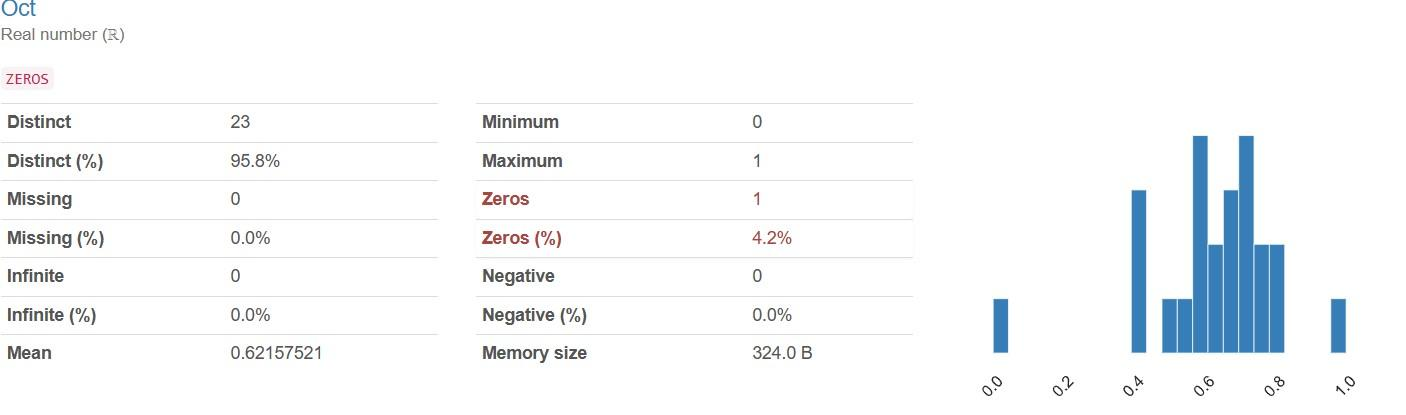 Oct
Real number (ℝ)
ZEROS
Distinct 23
Distinct (%) 95.8%
Missing 0
Missing (%) 0.0%
Infinite 0
Infinite (%) 0.0%
Mean 0.62157521
Minimum 0
Maximum 1
Zeros 1
Zeros (%) 4.2%
Negative 0
Negative (%) 0.0%
Memory size 324.0 B
0.0 0.2 0.4 0.6 0.8 1.0